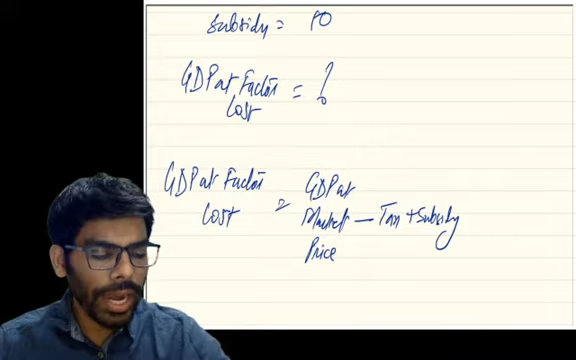 Subsidy = 10
GDP at Factor Cost = ?
GDP at Factor Cost = GDP at Market Price — Tax + Subsidy